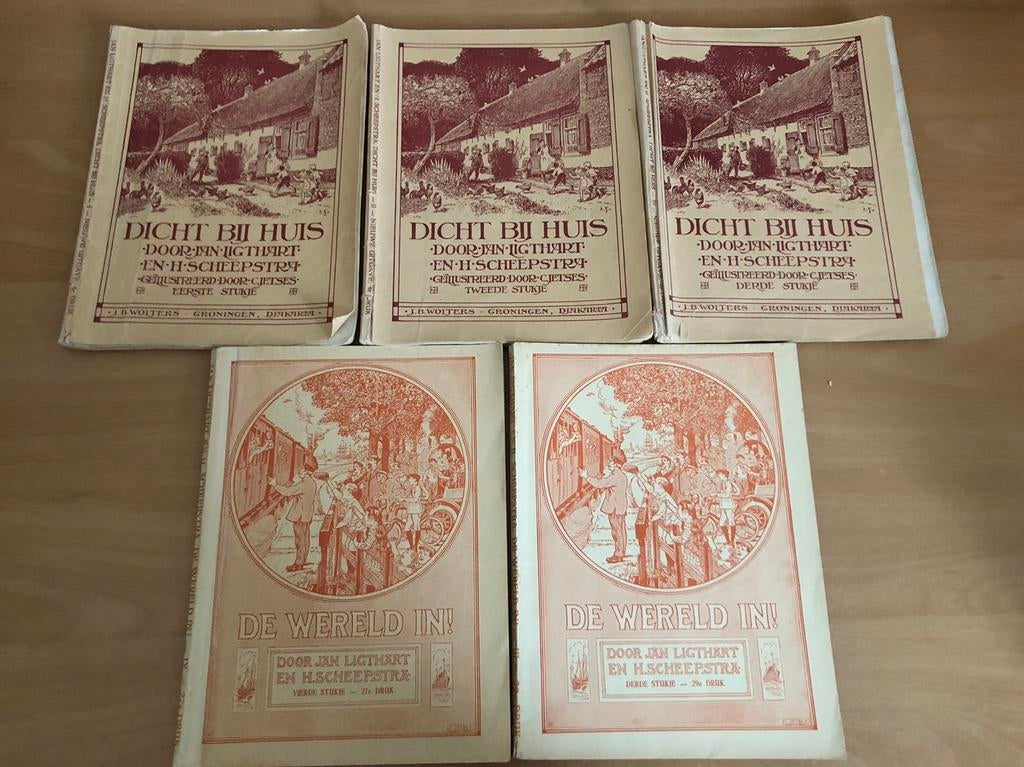 DICHT BIJ HUIS
·DOOR·JAN·LIGTHART·
·EN·H·SCHEEPSTRA·
·GEÏLLUSTREERD·DOOR·C.JETSES·
EERSTE STUKJE
·J.B.WOLTERS – GRONINGEN, DJAKARTA·
DICHT BIJ HUIS
·DOOR·JAN·LIGTHART·
·EN·H·SCHEEPSTRA·
·GEÏLLUSTREERD·DOOR·C.JETSES·
TWEEDE STUKJE
·J.B.WOLTERS – GRONINGEN, DJAKARTA·
DICHT BIJ HUIS
·DOOR·JAN·LIGTHART·
·EN·H·SCHEEPSTRA·
·GEÏLLUSTREERD·DOOR·C.JETSES·
DERDE STUKJE
·J.B.WOLTERS – GRONINGEN, DJAKARTA·
DE WERELD IN!
DOOR JAN LIGTHART
EN H.SCHEEPSTRA·
VIERDE STUKJE — 27e DRUK
DE WERELD IN!
DOOR JAN LIGTHART
EN H.SCHEEPSTRA·
DERDE STUKJE — 29e DRUK